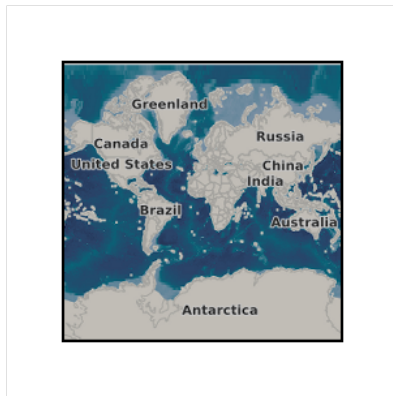 Greenland
Canada
Russia
United States
China
India
Brazil
Australia
Antarctica